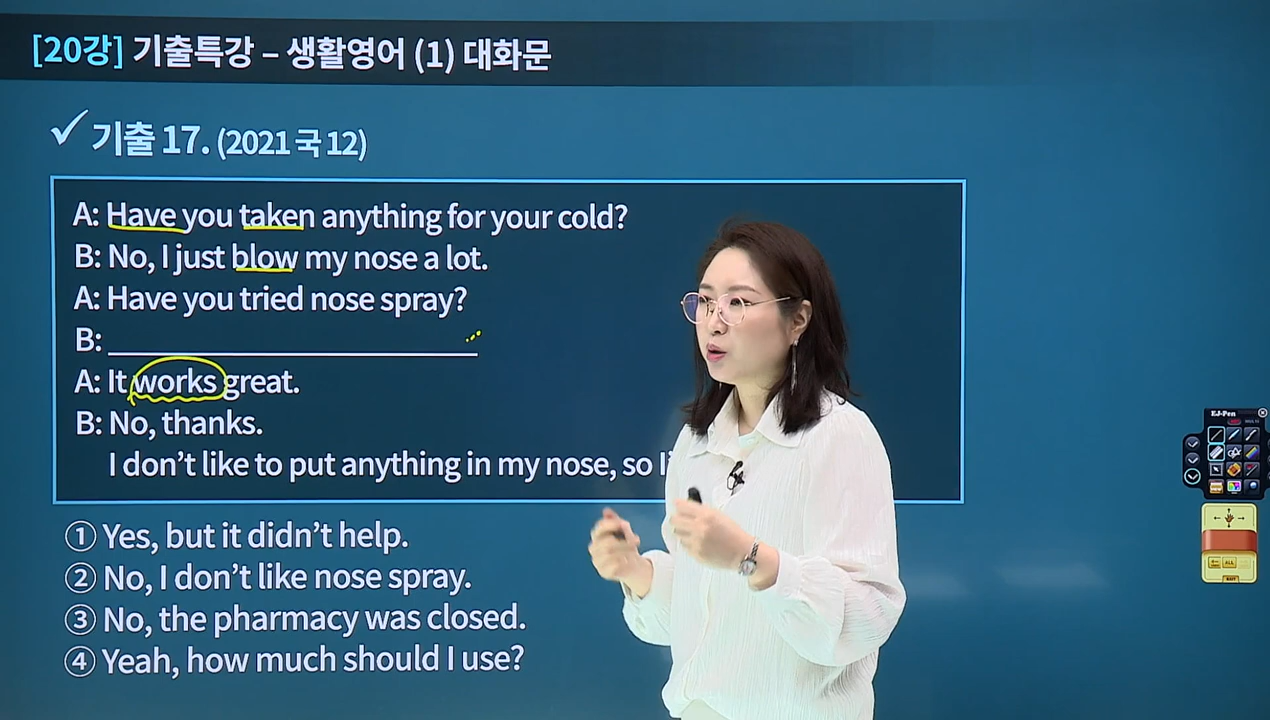 [20강] 기출특강 – 생활영어 (1) 대화문
기출 17. (2021 국 12)
A: Have you taken anything for your cold?
B: No, I just blow my nose a lot.
A: Have you tried nose spray?
B:
A: It works great.
B: No, thanks.
I don't like to put anything in my nose, so
① Yes, but it didn't help.
② No, I don't like nose spray.
③ No, the pharmacy was closed.
④ Yeah, how much should I use?
EJ-Pen